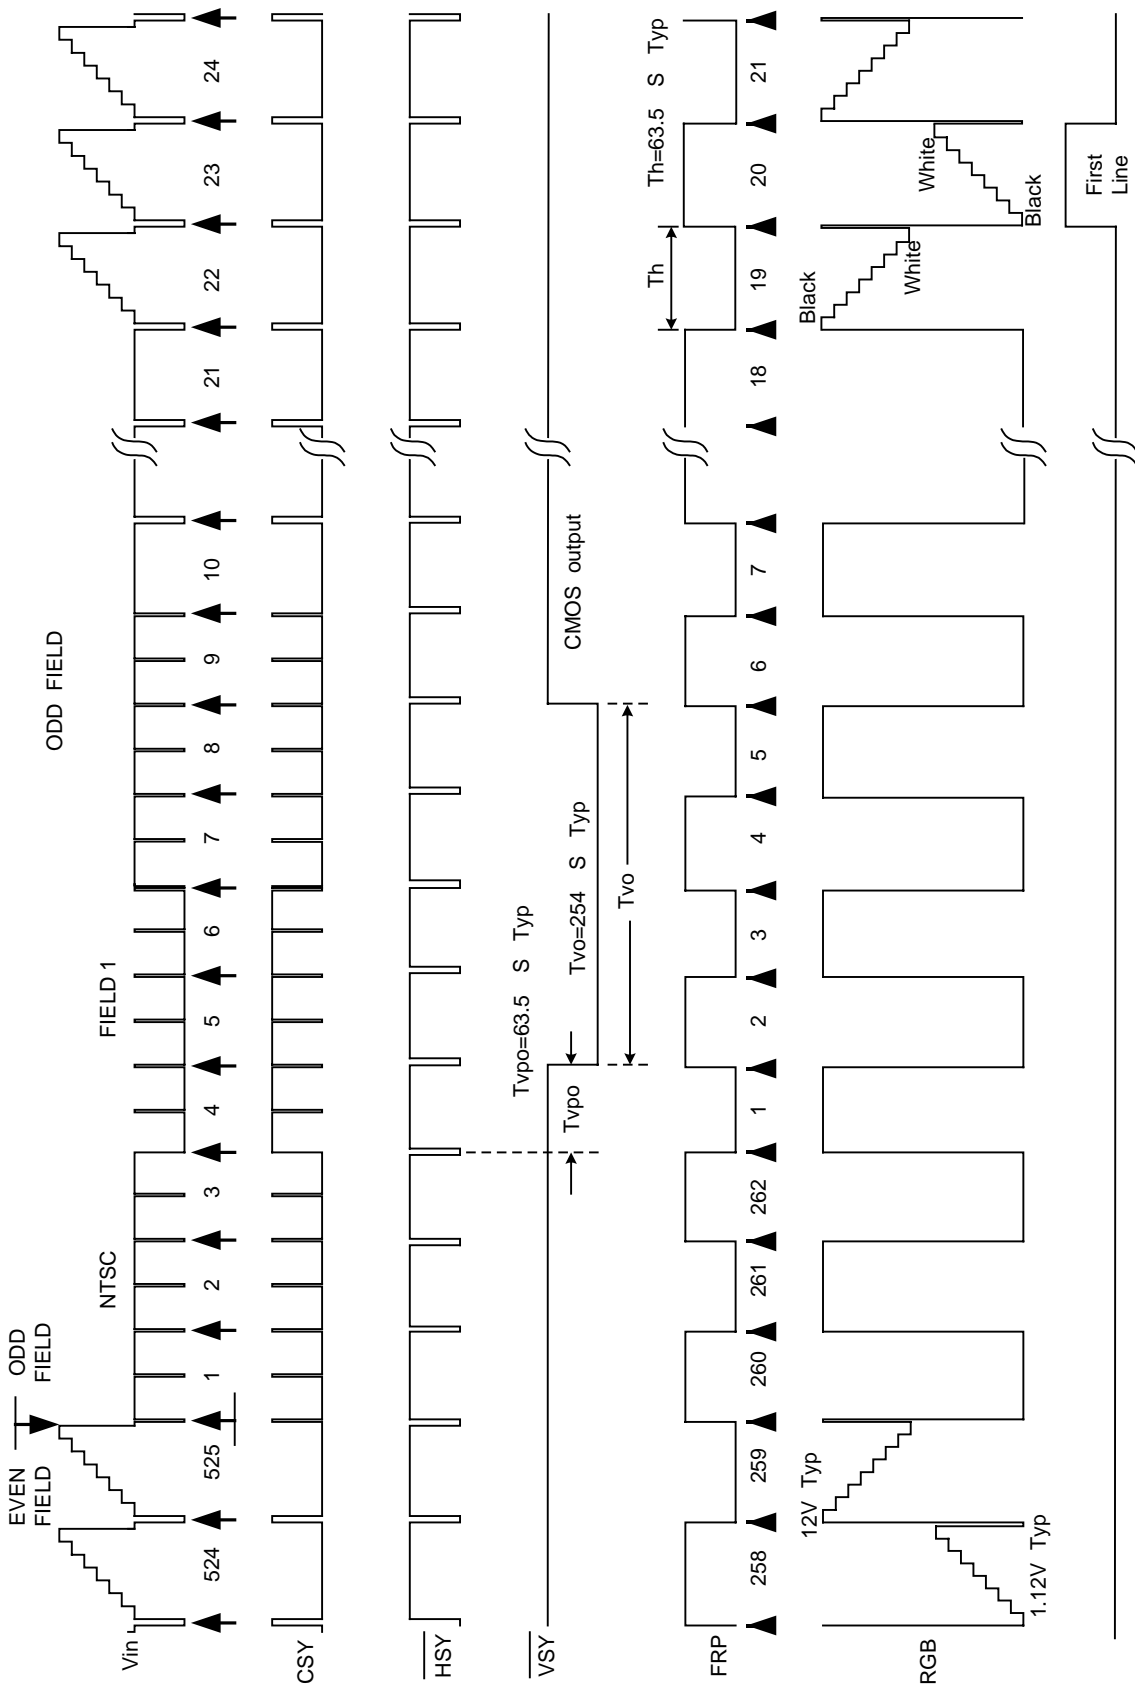 EVEN FIELD
ODD FIELD
NTSC
FIELD 1
ODD FIELD
Vin
524 525 1 2 3 4 5 6 7 8 9 10 21 22 23 24
CSY
HSY
VSY
Tvpo=63.5 S Typ
Tvpo
Tvo=254 S Typ
Tvo
CMOS output
FRP
Th
Th=63.5 S Typ
258 259 260 261 262 1 2 3 4 5 6 7 18 19 20 21
RGB
12V Typ
1.12V Typ
Black
White
White
Black
First
Line